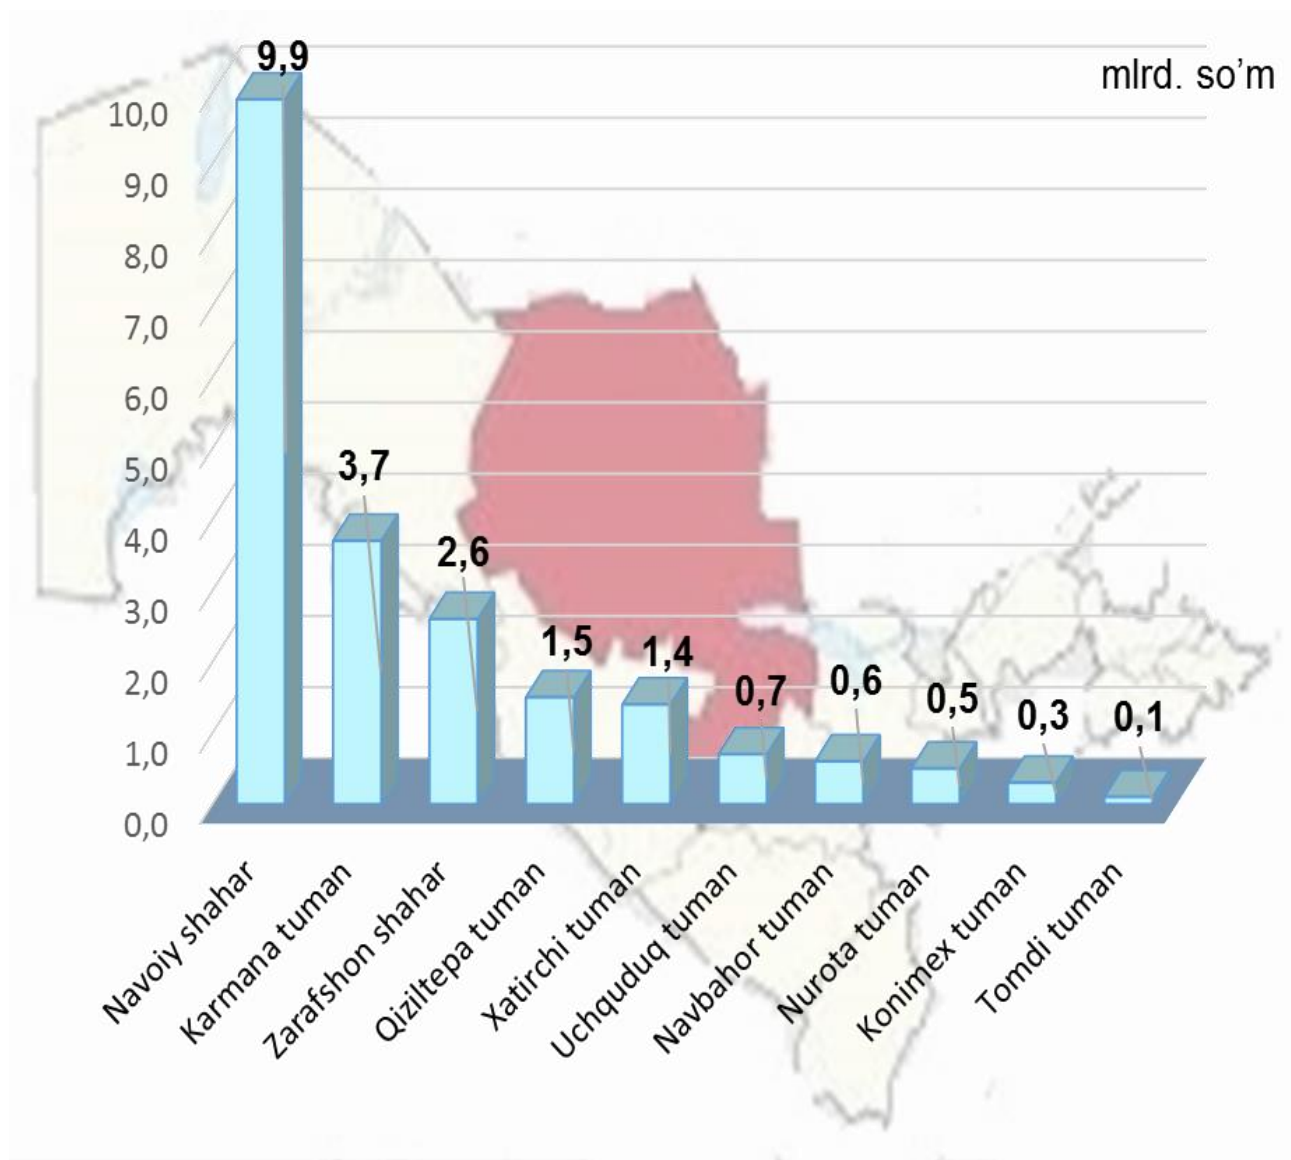 mlrd. so’m
10,0
9,0
8,0
7,0
6,0
5,0
4,0
3,0
2,0
1,0
0,0
9,9
3,7
2,6
1,5
1,4
0,7
0,6
0,5
0,3
0,1
Navoiy shahar
Karmana tuman
Zarafshon shahar
Qiziltepa tuman
Xatirchi tuman
Uchquduq tuman
Navbahor tuman
Nurota tuman
Konimex tuman
Tomdi tuman